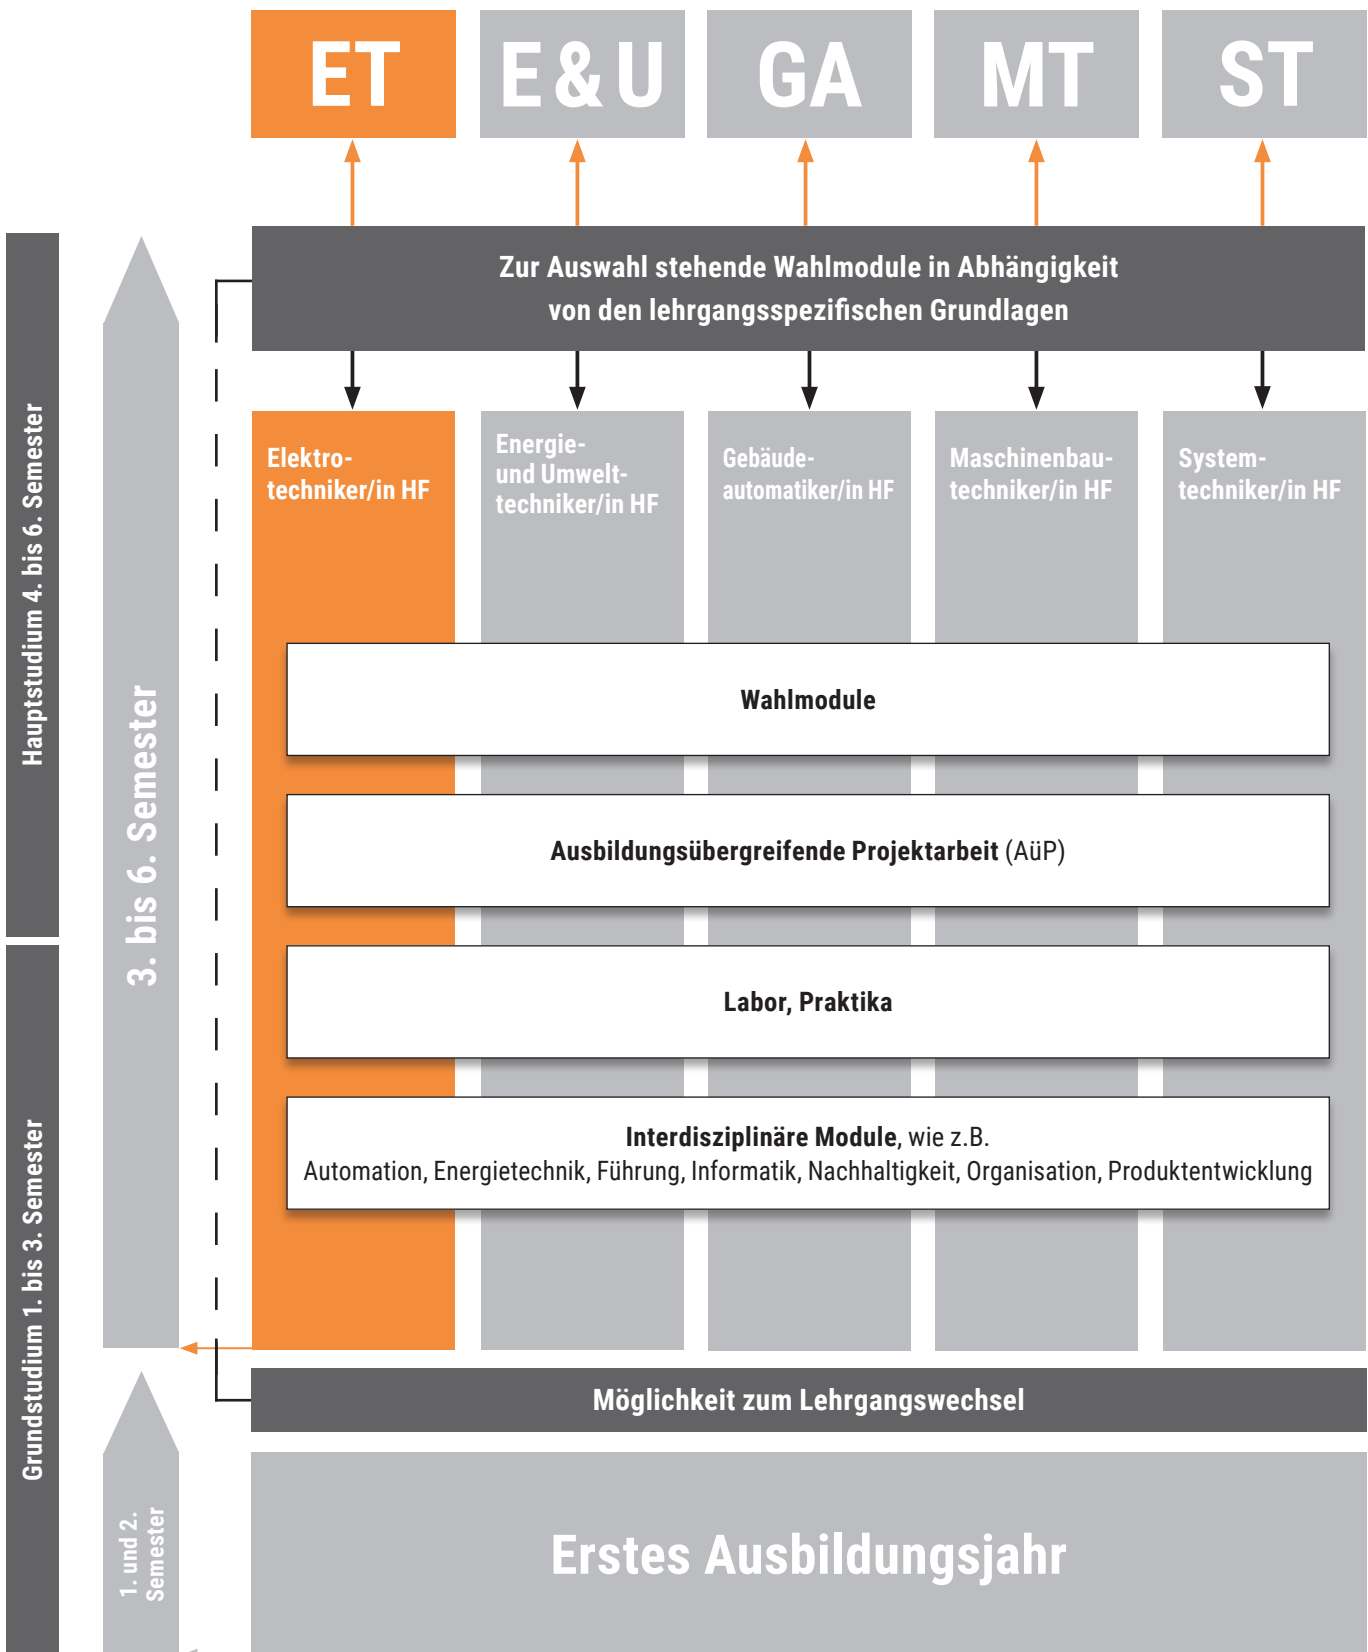 ET
E & U
GA
MT
ST
Zur Auswahl stehende Wahlmodule in Abhängigkeit
von den lehrgangsspezifischen Grundlagen
Elektro-
techniker/in HF
Energie-
und Umwelt-
techniker/in HF
Gebäude-
automatiker/in HF
Maschinenbau-
techniker/in HF
System-
techniker/in HF
Wahlmodule
Ausbildungsübergreifende Projektarbeit (AüP)
Labor, Praktika
Interdisziplinäre Module, wie z.B.
Automation, Energietechnik, Führung, Informatik, Nachhaltigkeit, Organisation, Produktentwicklung
Möglichkeit zum Lehrgangswechsel
Erstes Ausbildungsjahr
Hauptstudium 4. bis 6. Semester
Grundstudium 1. bis 3. Semester
3. bis 6. Semester
1. und 2.
Semester